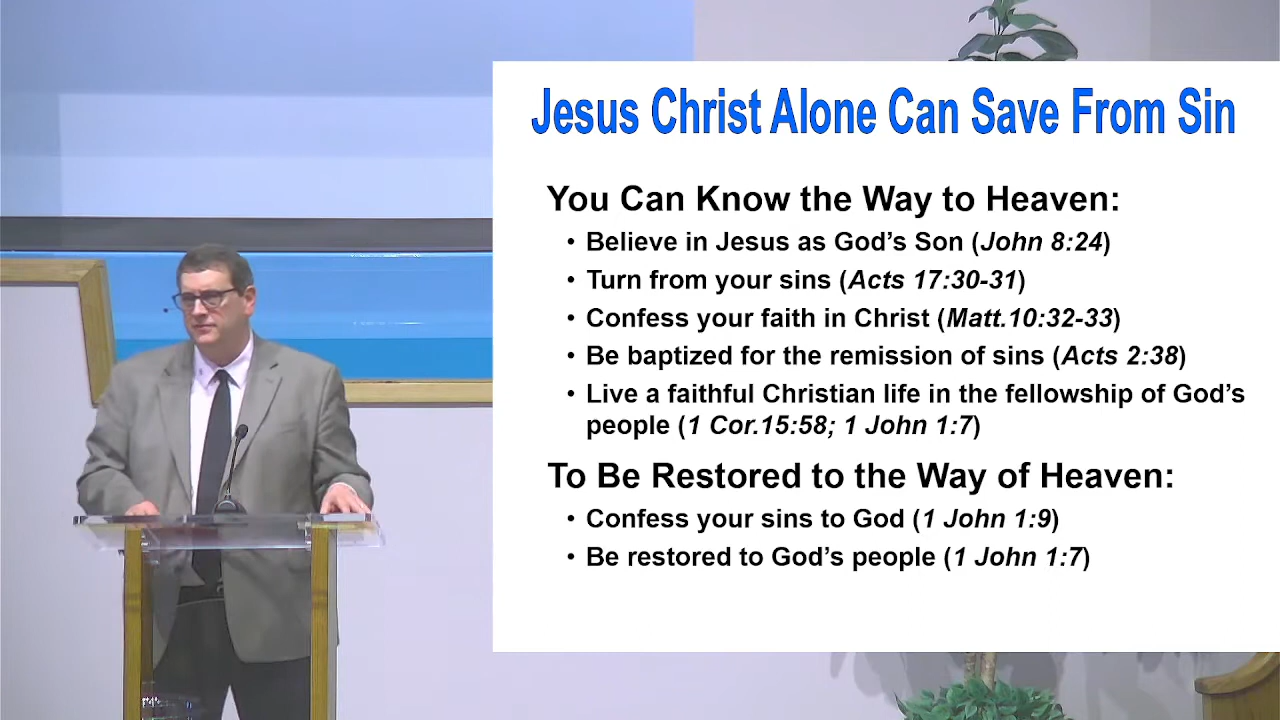 Jesus Christ Alone Can Save From Sin
You Can Know the Way to Heaven:
• Believe in Jesus as God’s Son (John 8:24)
• Turn from your sins (Acts 17:30-31)
• Confess your faith in Christ (Matt.10:32-33)
• Be baptized for the remission of sins (Acts 2:38)
• Live a faithful Christian life in the fellowship of God’s
people (1 Cor.15:58; 1 John 1:7)
To Be Restored to the Way of Heaven:
• Confess your sins to God (1 John 1:9)
• Be restored to God’s people (1 John 1:7)